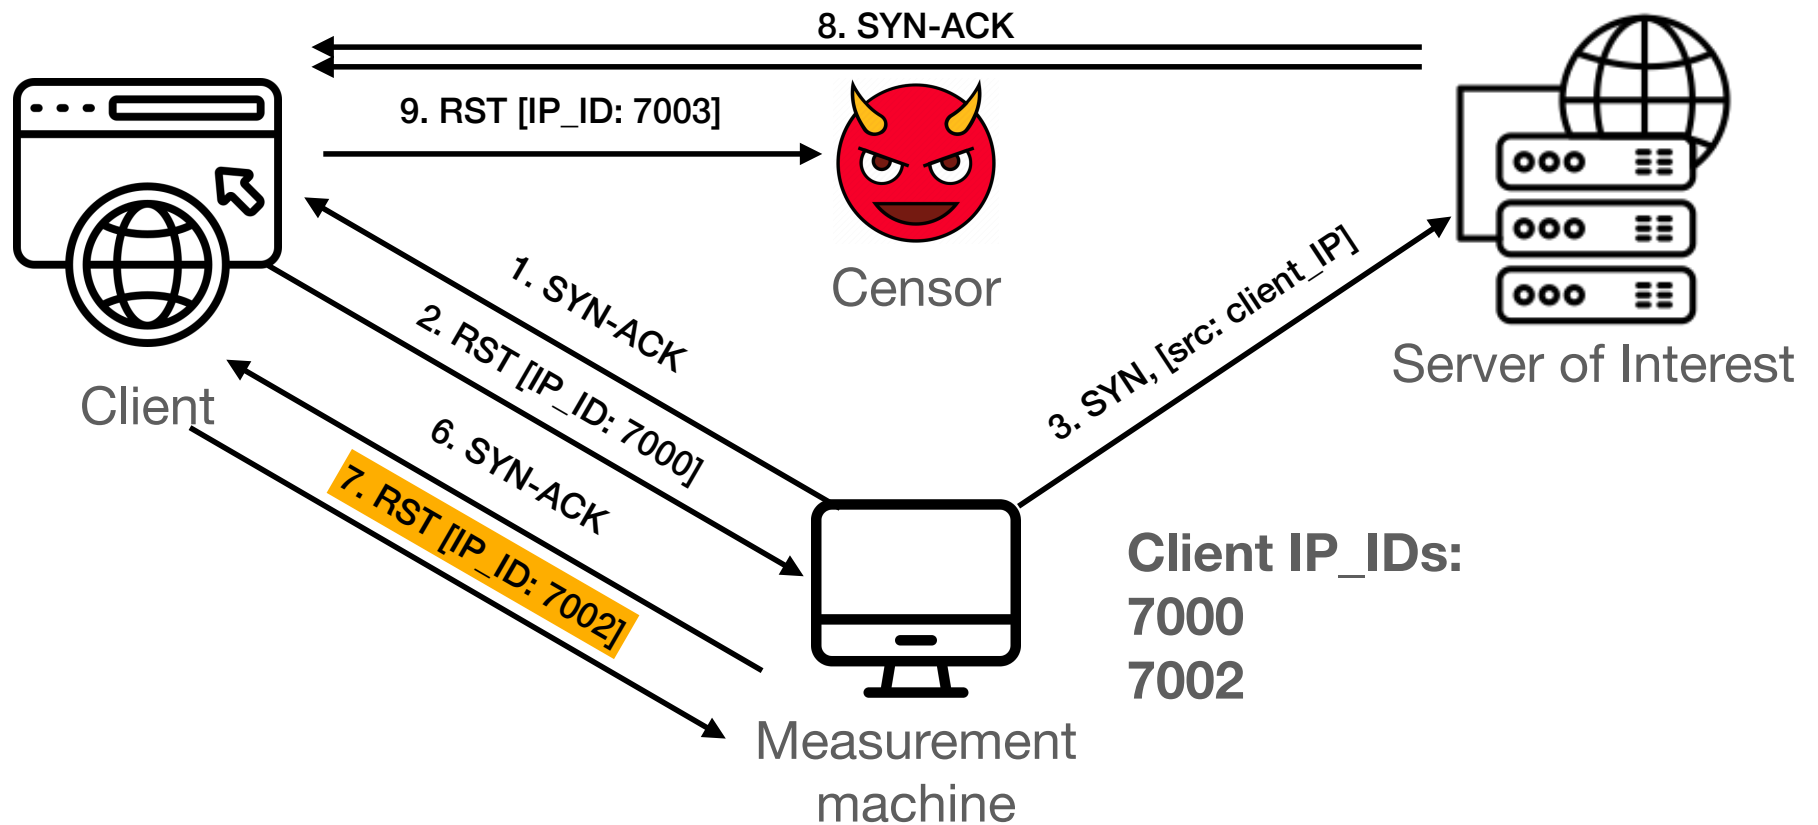 8. SYN-ACK
9. RST [IP_ID: 7003]
Censor
1. SYN-ACK
2. RST [IP_ID: 7000]
3. SYN, [src: client_IP]
Server of Interest
Client
6. SYN-ACK
7. RST [IP_ID: 7002]
Client IP_IDs:
7000
7002
Measurement
machine